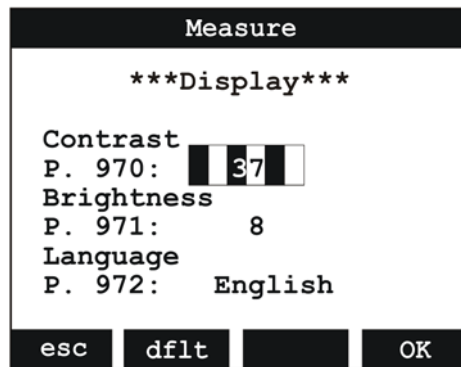 Measure
***Display***
Contrast
P. 970: 37
Brightness
P. 971: 8
Language
P. 972: English
esc dflt OK